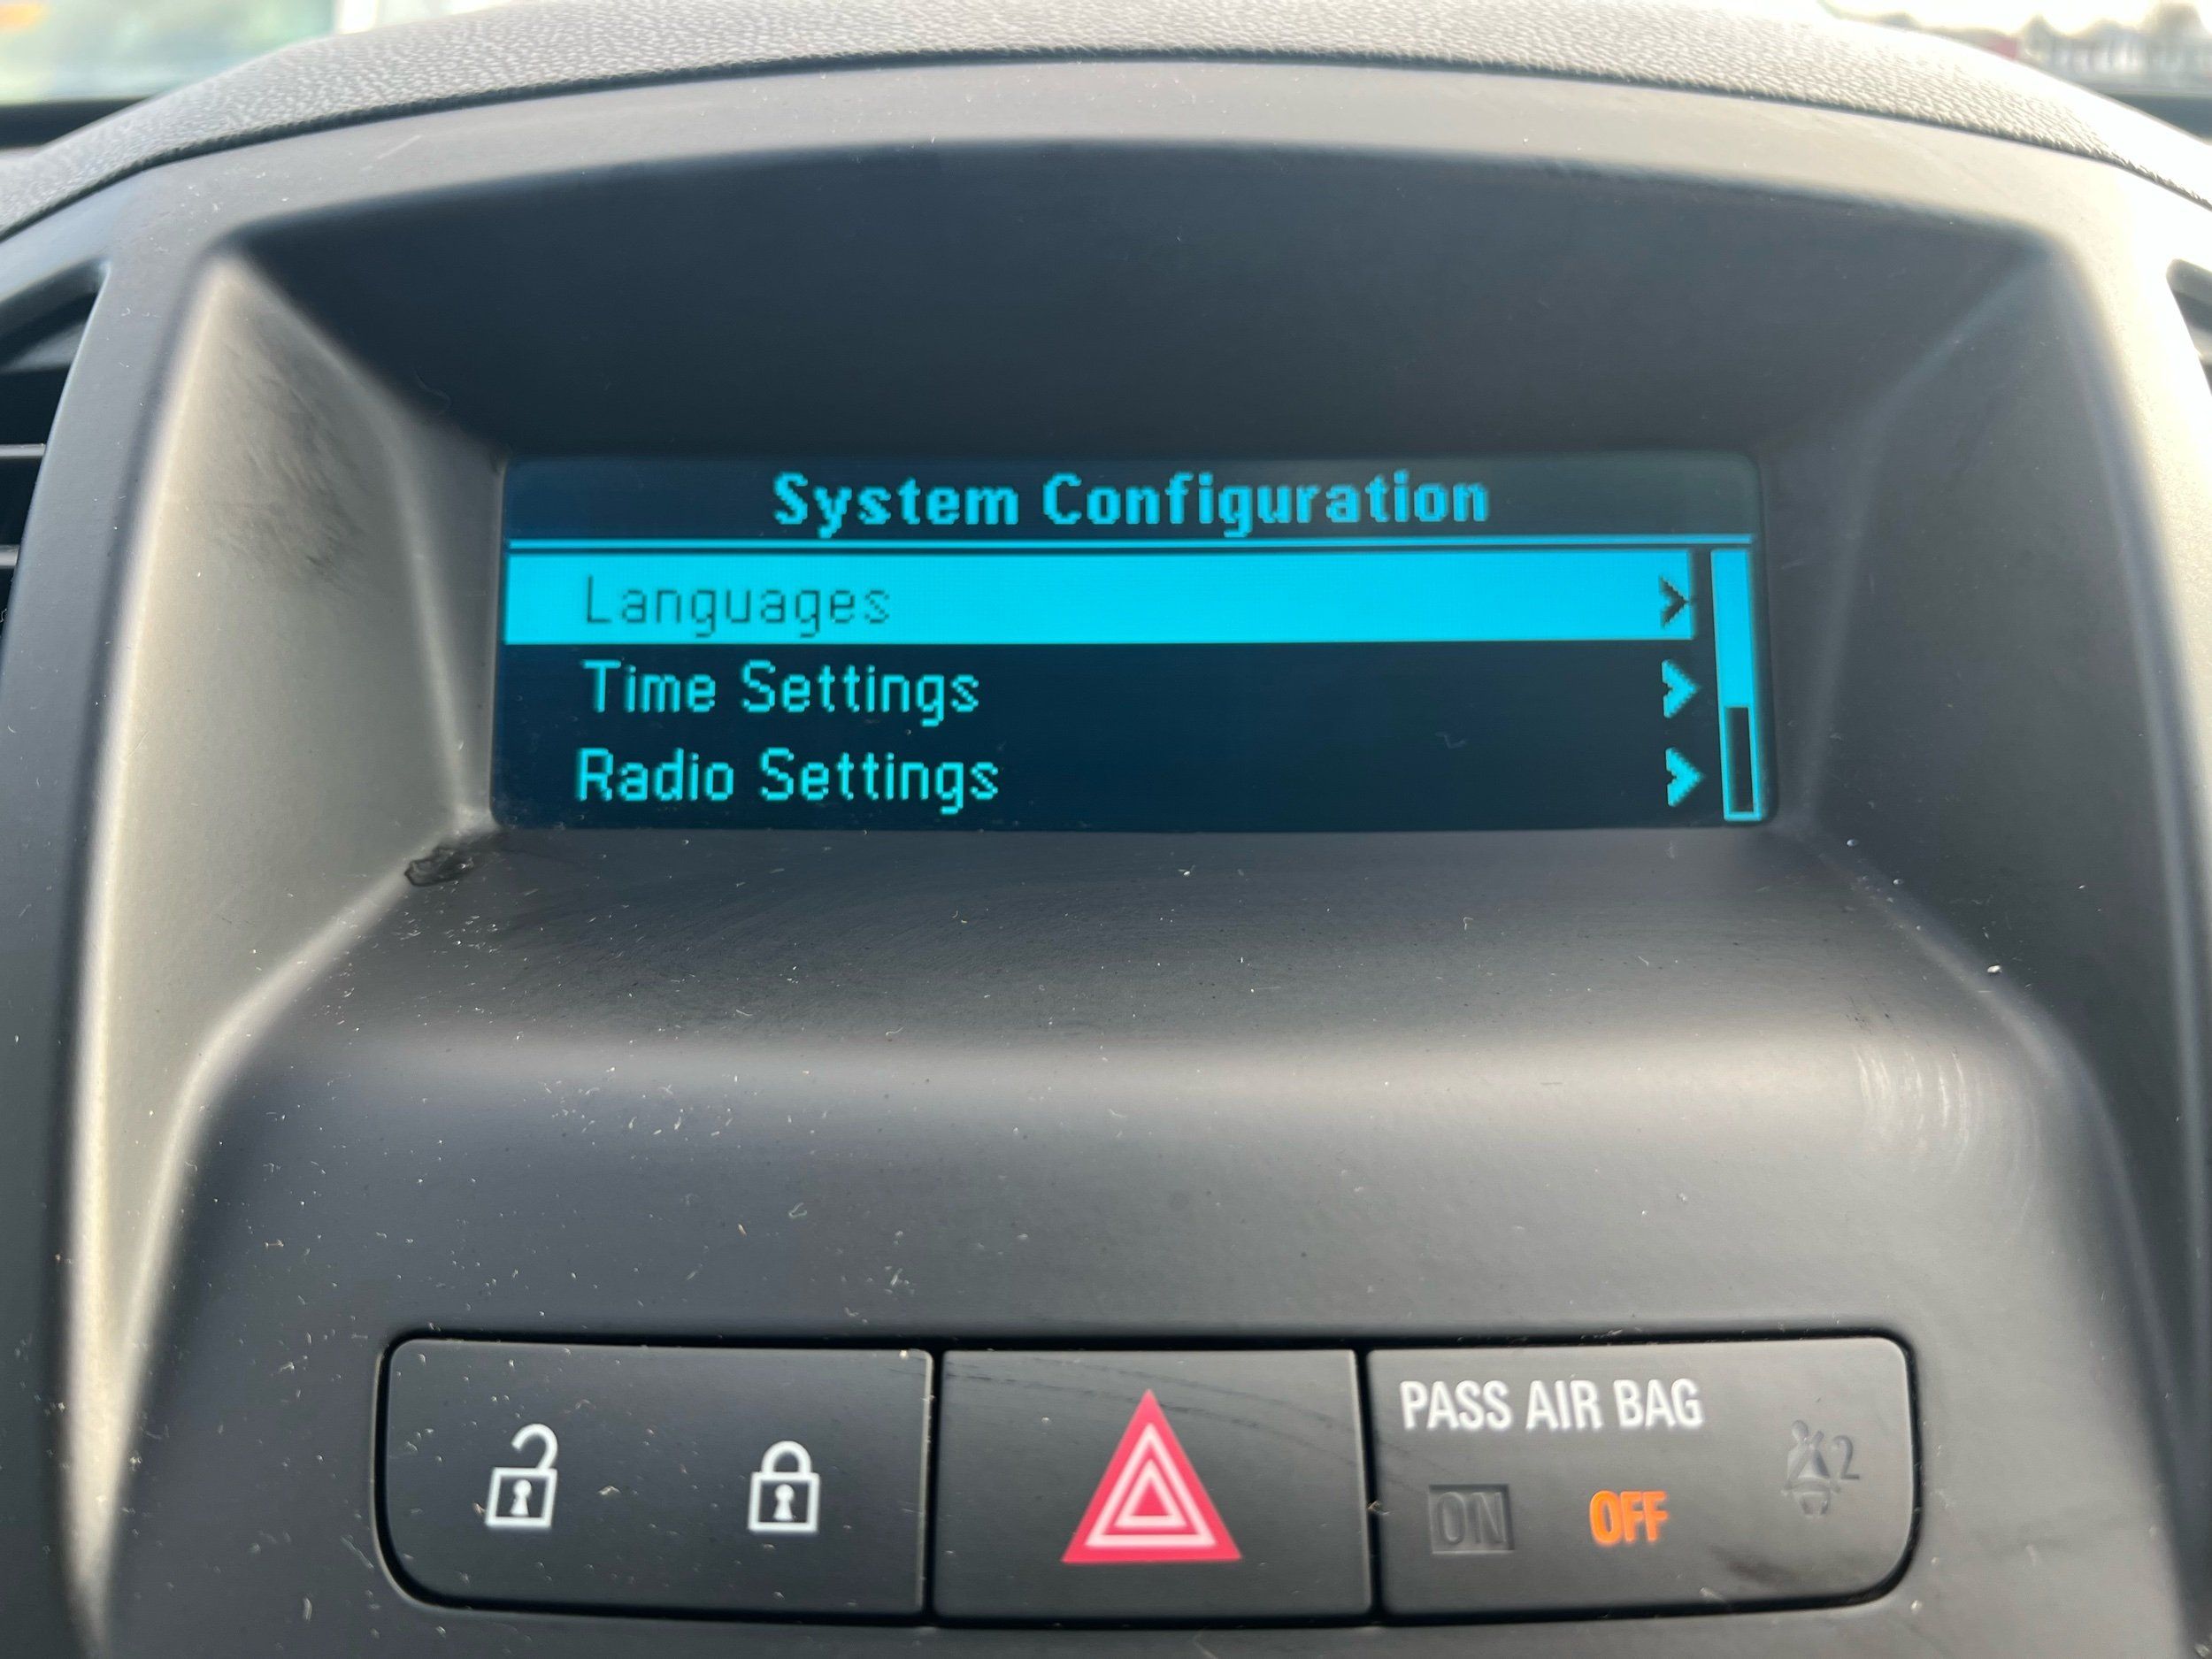 System Configuration
Languages
Time Settings
Radio Settings
PASS AIR BAG
ON OFF
2